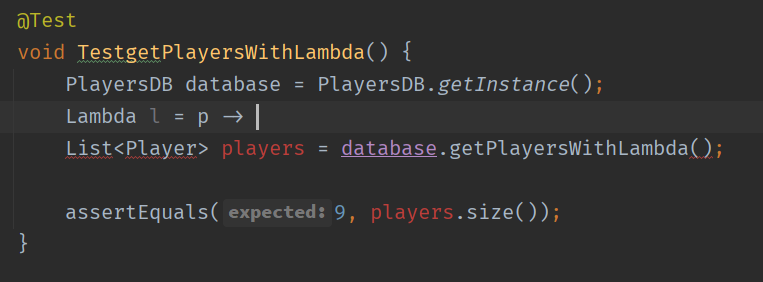 @Test
void TestgetPlayersWithLambda() {
PlayersDB database = PlayersDB.getInstance();
Lambda l = p →
List<Player> players = database.getPlayersWithLambda();
assertEquals( expected: 9, players.size());
}